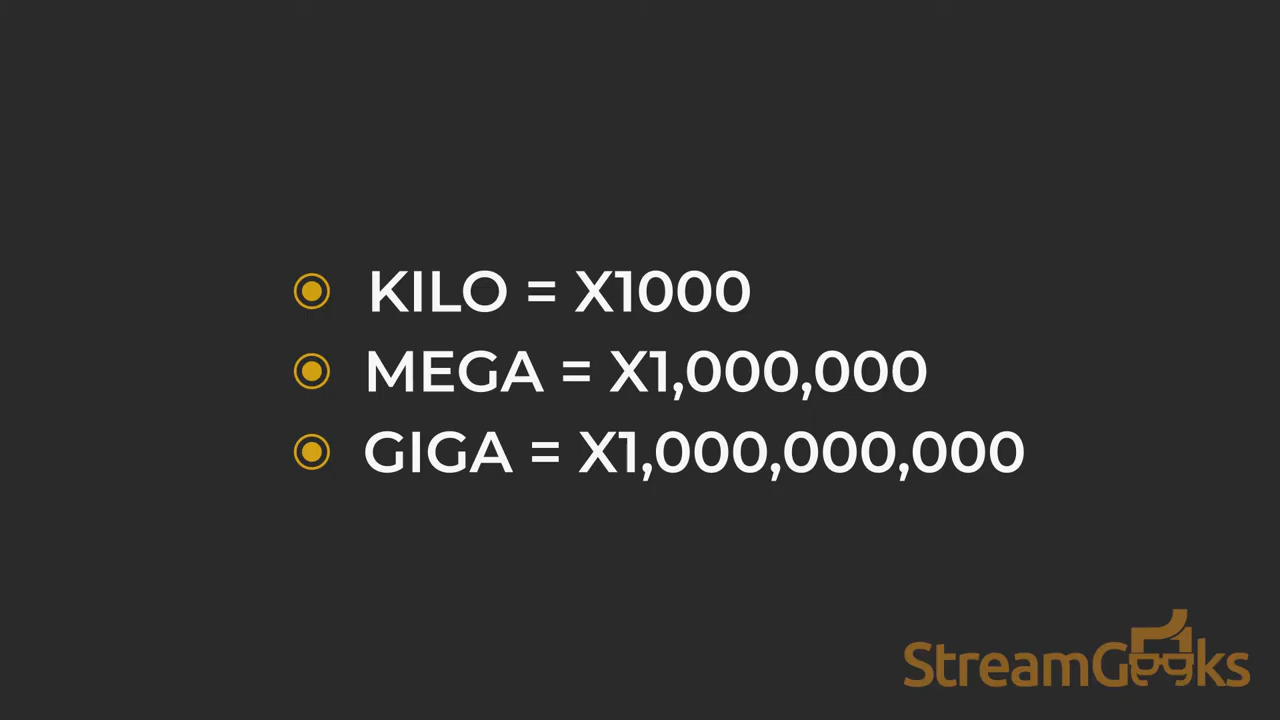 KILO = X1000
MEGA = X1,000,000
GIGA = X1,000,000,000
StreamGeeks